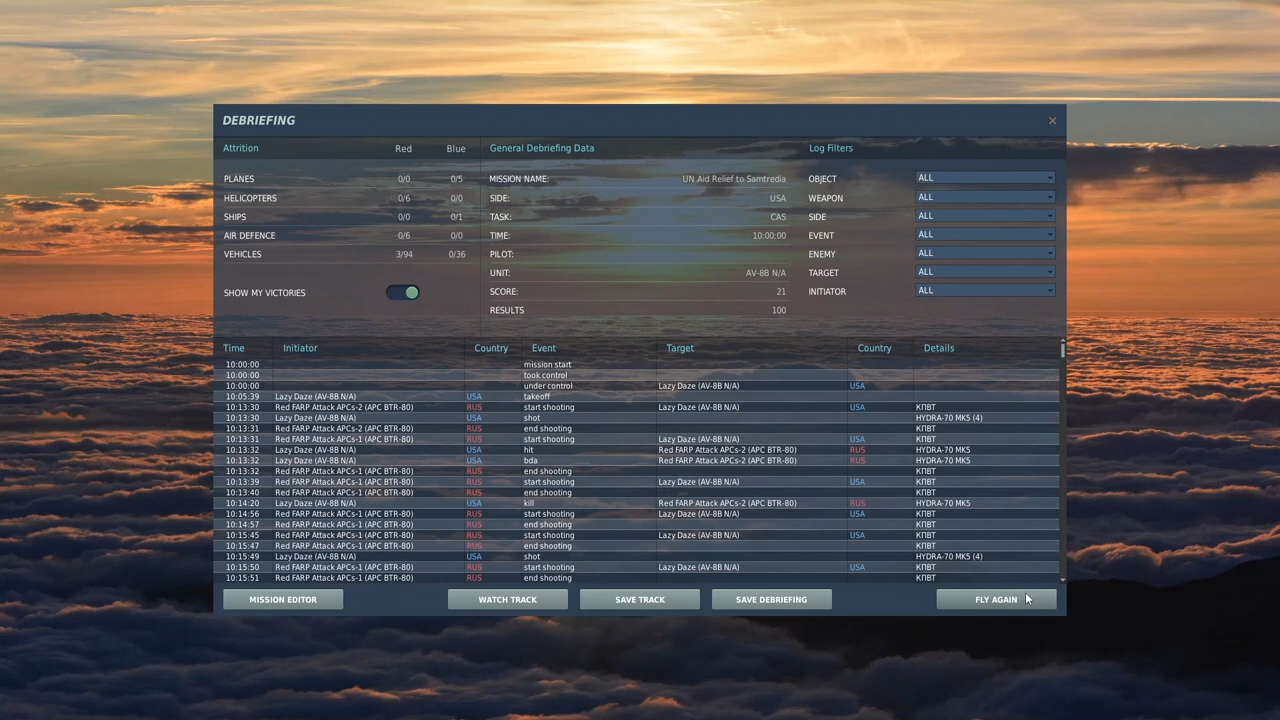 DEBRIEFING
Attrition Red Blue General Debriefing Data Log Filters
PLANES 0/0 0/5 MISSION NAME: UN Aid Relief to Samtredia OBJECT ALL
HELICOPTERS 0/6 0/0 SIDE: USA WEAPON ALL
SHIPS 0/0 0/1 TASK: CAS SIDE ALL
AIR DEFENCE 0/6 0/0 TIME: 10:00:00 EVENT ALL
VEHICLES 3/94 0/36 PILOT: ENEMY ALL
UNIT: AV-8B N/A TARGET ALL
SHOW MY VICTORIES SCORE: 21 INITIATOR ALL
RESULTS 100
Time Initiator Country Event Target Country Details
10:00:00 mission start
10:00:00 took control
10:00:00 under control Lazy Daze (AV-8B N/A) USA
10:05:39 Lazy Daze (AV-8B N/A) USA takeoff
10:13:30 Red FARP Attack APCs-2 (APC BTR-80) RUS start shooting Lazy Daze (AV-8B N/A) USA КПВТ
10:13:30 Lazy Daze (AV-8B N/A) USA shot HYDRA-70 MK5 (4)
10:13:31 Red FARP Attack APCs-2 (APC BTR-80) RUS end shooting КПВТ
10:13:31 Red FARP Attack APCs-1 (APC BTR-80) RUS start shooting Lazy Daze (AV-8B N/A) USA КПВТ
10:13:32 Lazy Daze (AV-8B N/A) USA hit Red FARP Attack APCs-2 (APC BTR-80) RUS HYDRA-70 MK5
10:13:32 Lazy Daze (AV-8B N/A) USA bda Red FARP Attack APCs-2 (APC BTR-80) RUS HYDRA-70 MK5
10:13:32 Red FARP Attack APCs-1 (APC BTR-80) RUS end shooting КПВТ
10:13:39 Red FARP Attack APCs-1 (APC BTR-80) RUS start shooting Lazy Daze (AV-8B N/A) USA КПВТ
10:13:40 Red FARP Attack APCs-1 (APC BTR-80) RUS end shooting КПВТ
10:14:20 Lazy Daze (AV-8B N/A) USA kill Red FARP Attack APCs-2 (APC BTR-80) RUS HYDRA-70 MK5
10:14:56 Red FARP Attack APCs-1 (APC BTR-80) RUS start shooting Lazy Daze (AV-8B N/A) USA КПВТ
10:14:57 Red FARP Attack APCs-1 (APC BTR-80) RUS end shooting КПВТ
10:15:45 Red FARP Attack APCs-1 (APC BTR-80) RUS start shooting Lazy Daze (AV-8B N/A) USA КПВТ
10:15:47 Red FARP Attack APCs-1 (APC BTR-80) RUS end shooting КПВТ
10:15:49 Lazy Daze (AV-8B N/A) USA shot HYDRA-70 MK5 (4)
10:15:50 Red FARP Attack APCs-1 (APC BTR-80) RUS start shooting Lazy Daze (AV-8B N/A) USA КПВТ
10:15:51 Red FARP Attack APCs-1 (APC BTR-80) RUS end shooting КПВТ
MISSION EDITOR WATCH TRACK SAVE TRACK SAVE DEBRIEFING FLY AGAIN